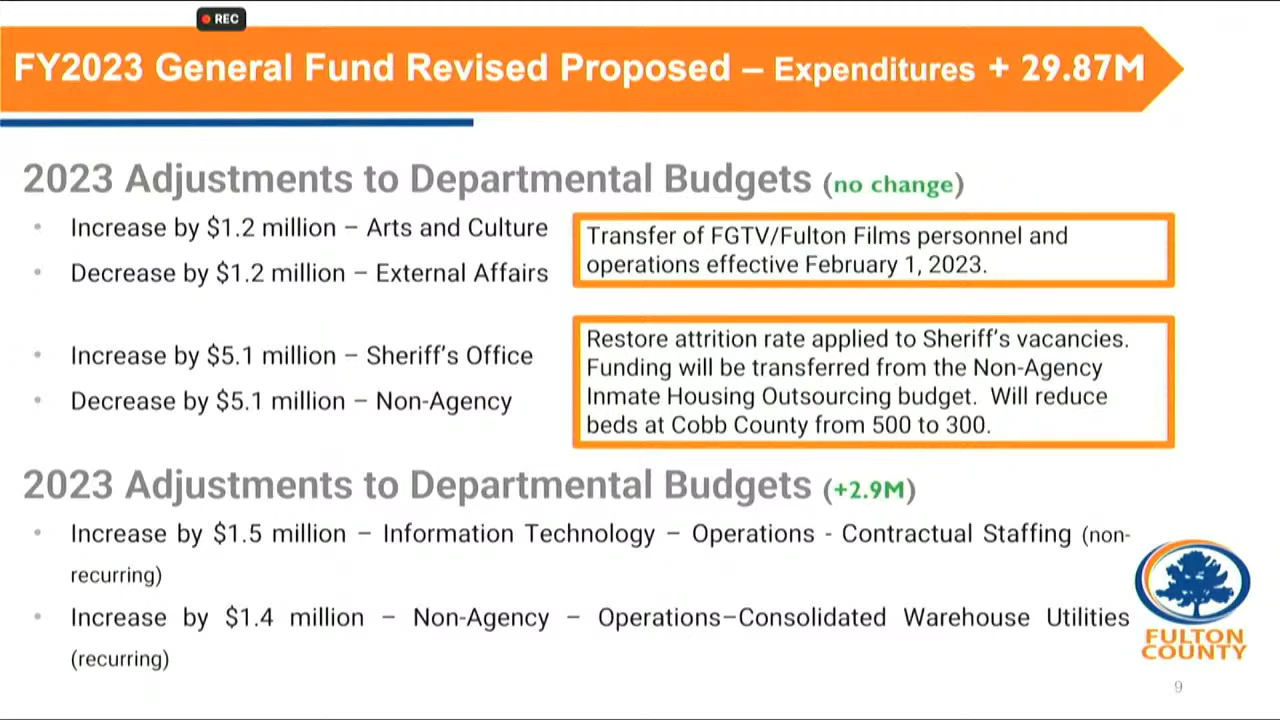 REC
FY2023 General Fund Revised Proposed – Expenditures + 29.87M
2023 Adjustments to Departmental Budgets (no change)
• Increase by $1.2 million – Arts and Culture
• Decrease by $1.2 million – External Affairs
Transfer of FGTV/Fulton Films personnel and
operations effective February 1, 2023.
• Increase by $5.1 million – Sheriff's Office
• Decrease by $5.1 million – Non-Agency
Restore attrition rate applied to Sheriff's vacancies.
Funding will be transferred from the Non-Agency
Inmate Housing Outsourcing budget. Will reduce
beds at Cobb County from 500 to 300.
2023 Adjustments to Departmental Budgets (+2.9M)
• Increase by $1.5 million – Information Technology – Operations - Contractual Staffing (non-
recurring)
• Increase by $1.4 million – Non-Agency – Operations–Consolidated Warehouse Utilities
(recurring)
FULTON
COUNTY
9